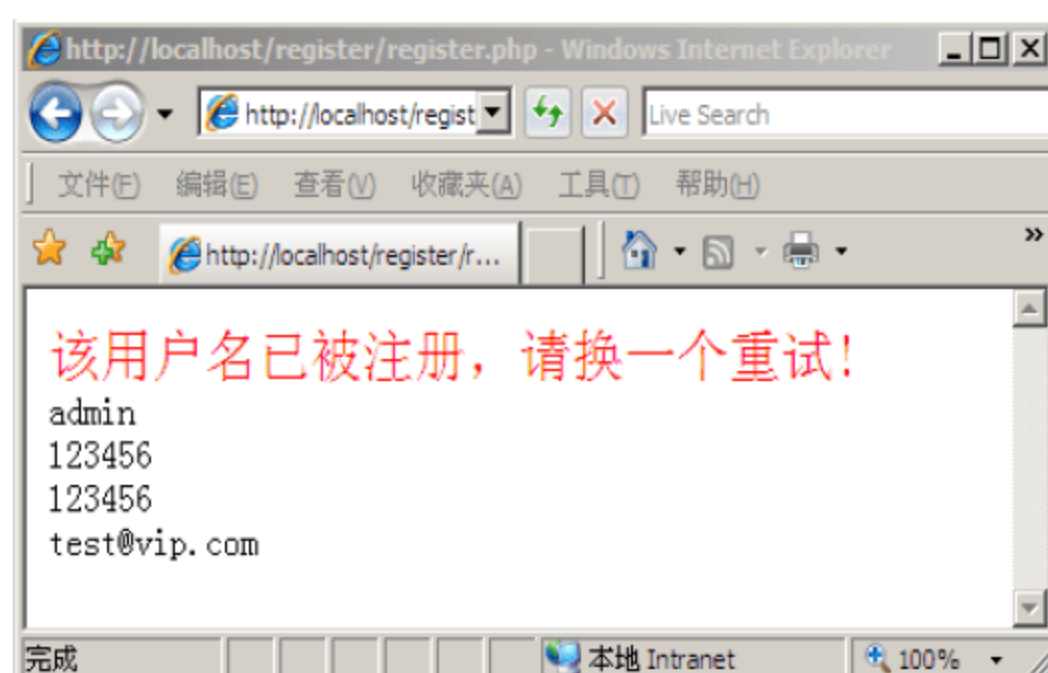 http://localhost/register/register.php - Windows Internet Explorer
http://localhost/regist
Live Search
文件(F) 编辑(E) 查看(V) 收藏夹(A) 工具(T) 帮助(H)
http://localhost/register/r...
»
该用户名已被注册，请换一个重试！
admin
123456
123456
test@vip.com
完成 本地 Intranet 100%